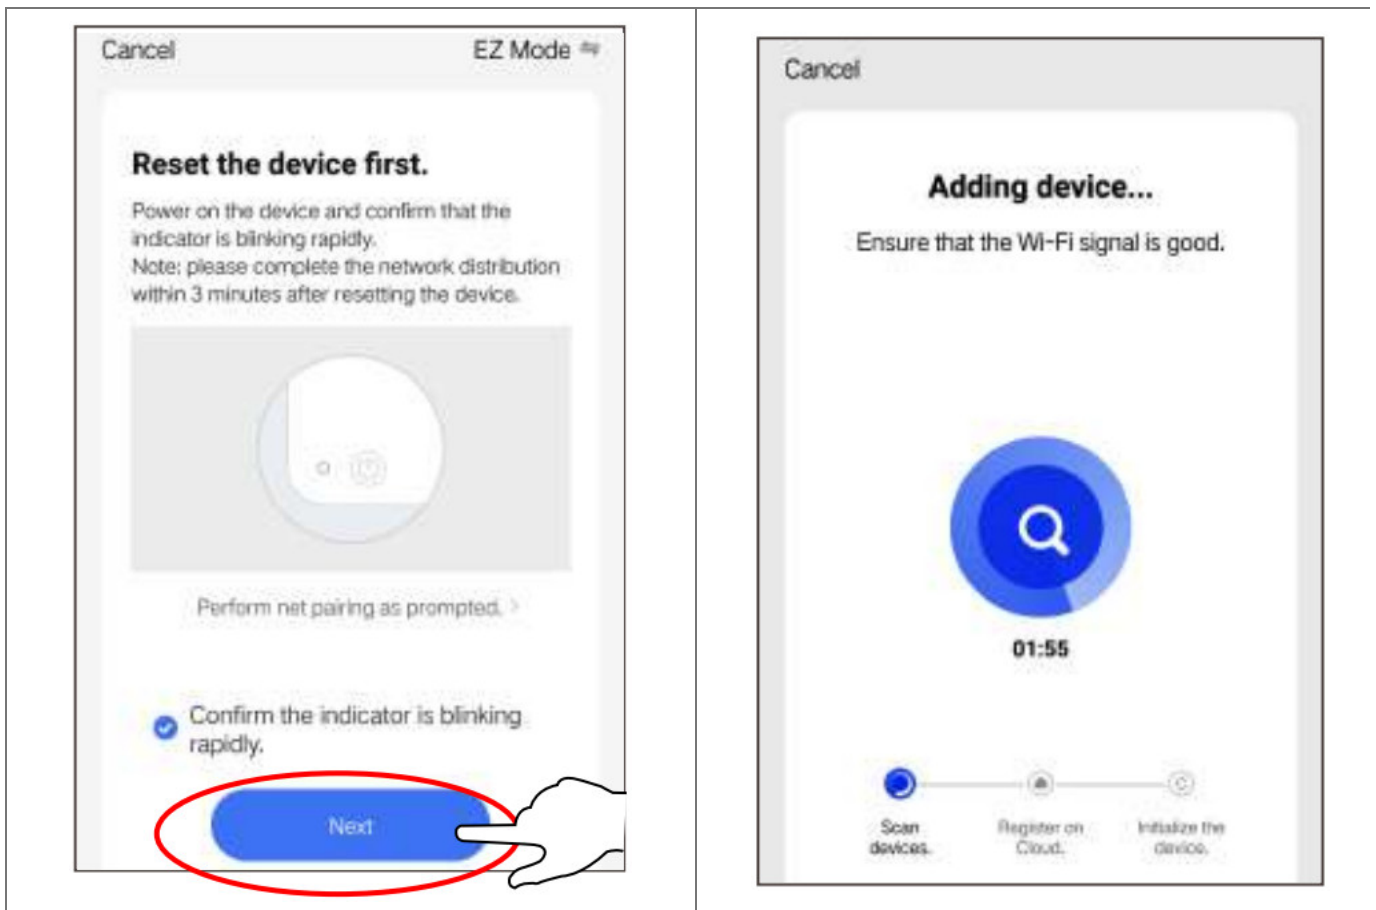 Cancel
EZ Mode
Reset the device first.
Power on the device and confirm that the
indicator is blinking rapidly.
Note: please complete the network distribution
within 3 minutes after resetting the device.
Perform net pairing as prompted. >
Confirm the indicator is blinking
rapidly.
Next
Cancel
Adding device...
Ensure that the Wi-Fi signal is good.
01:55
Scan
devices.
Register on
Cloud.
Initialize the
device.